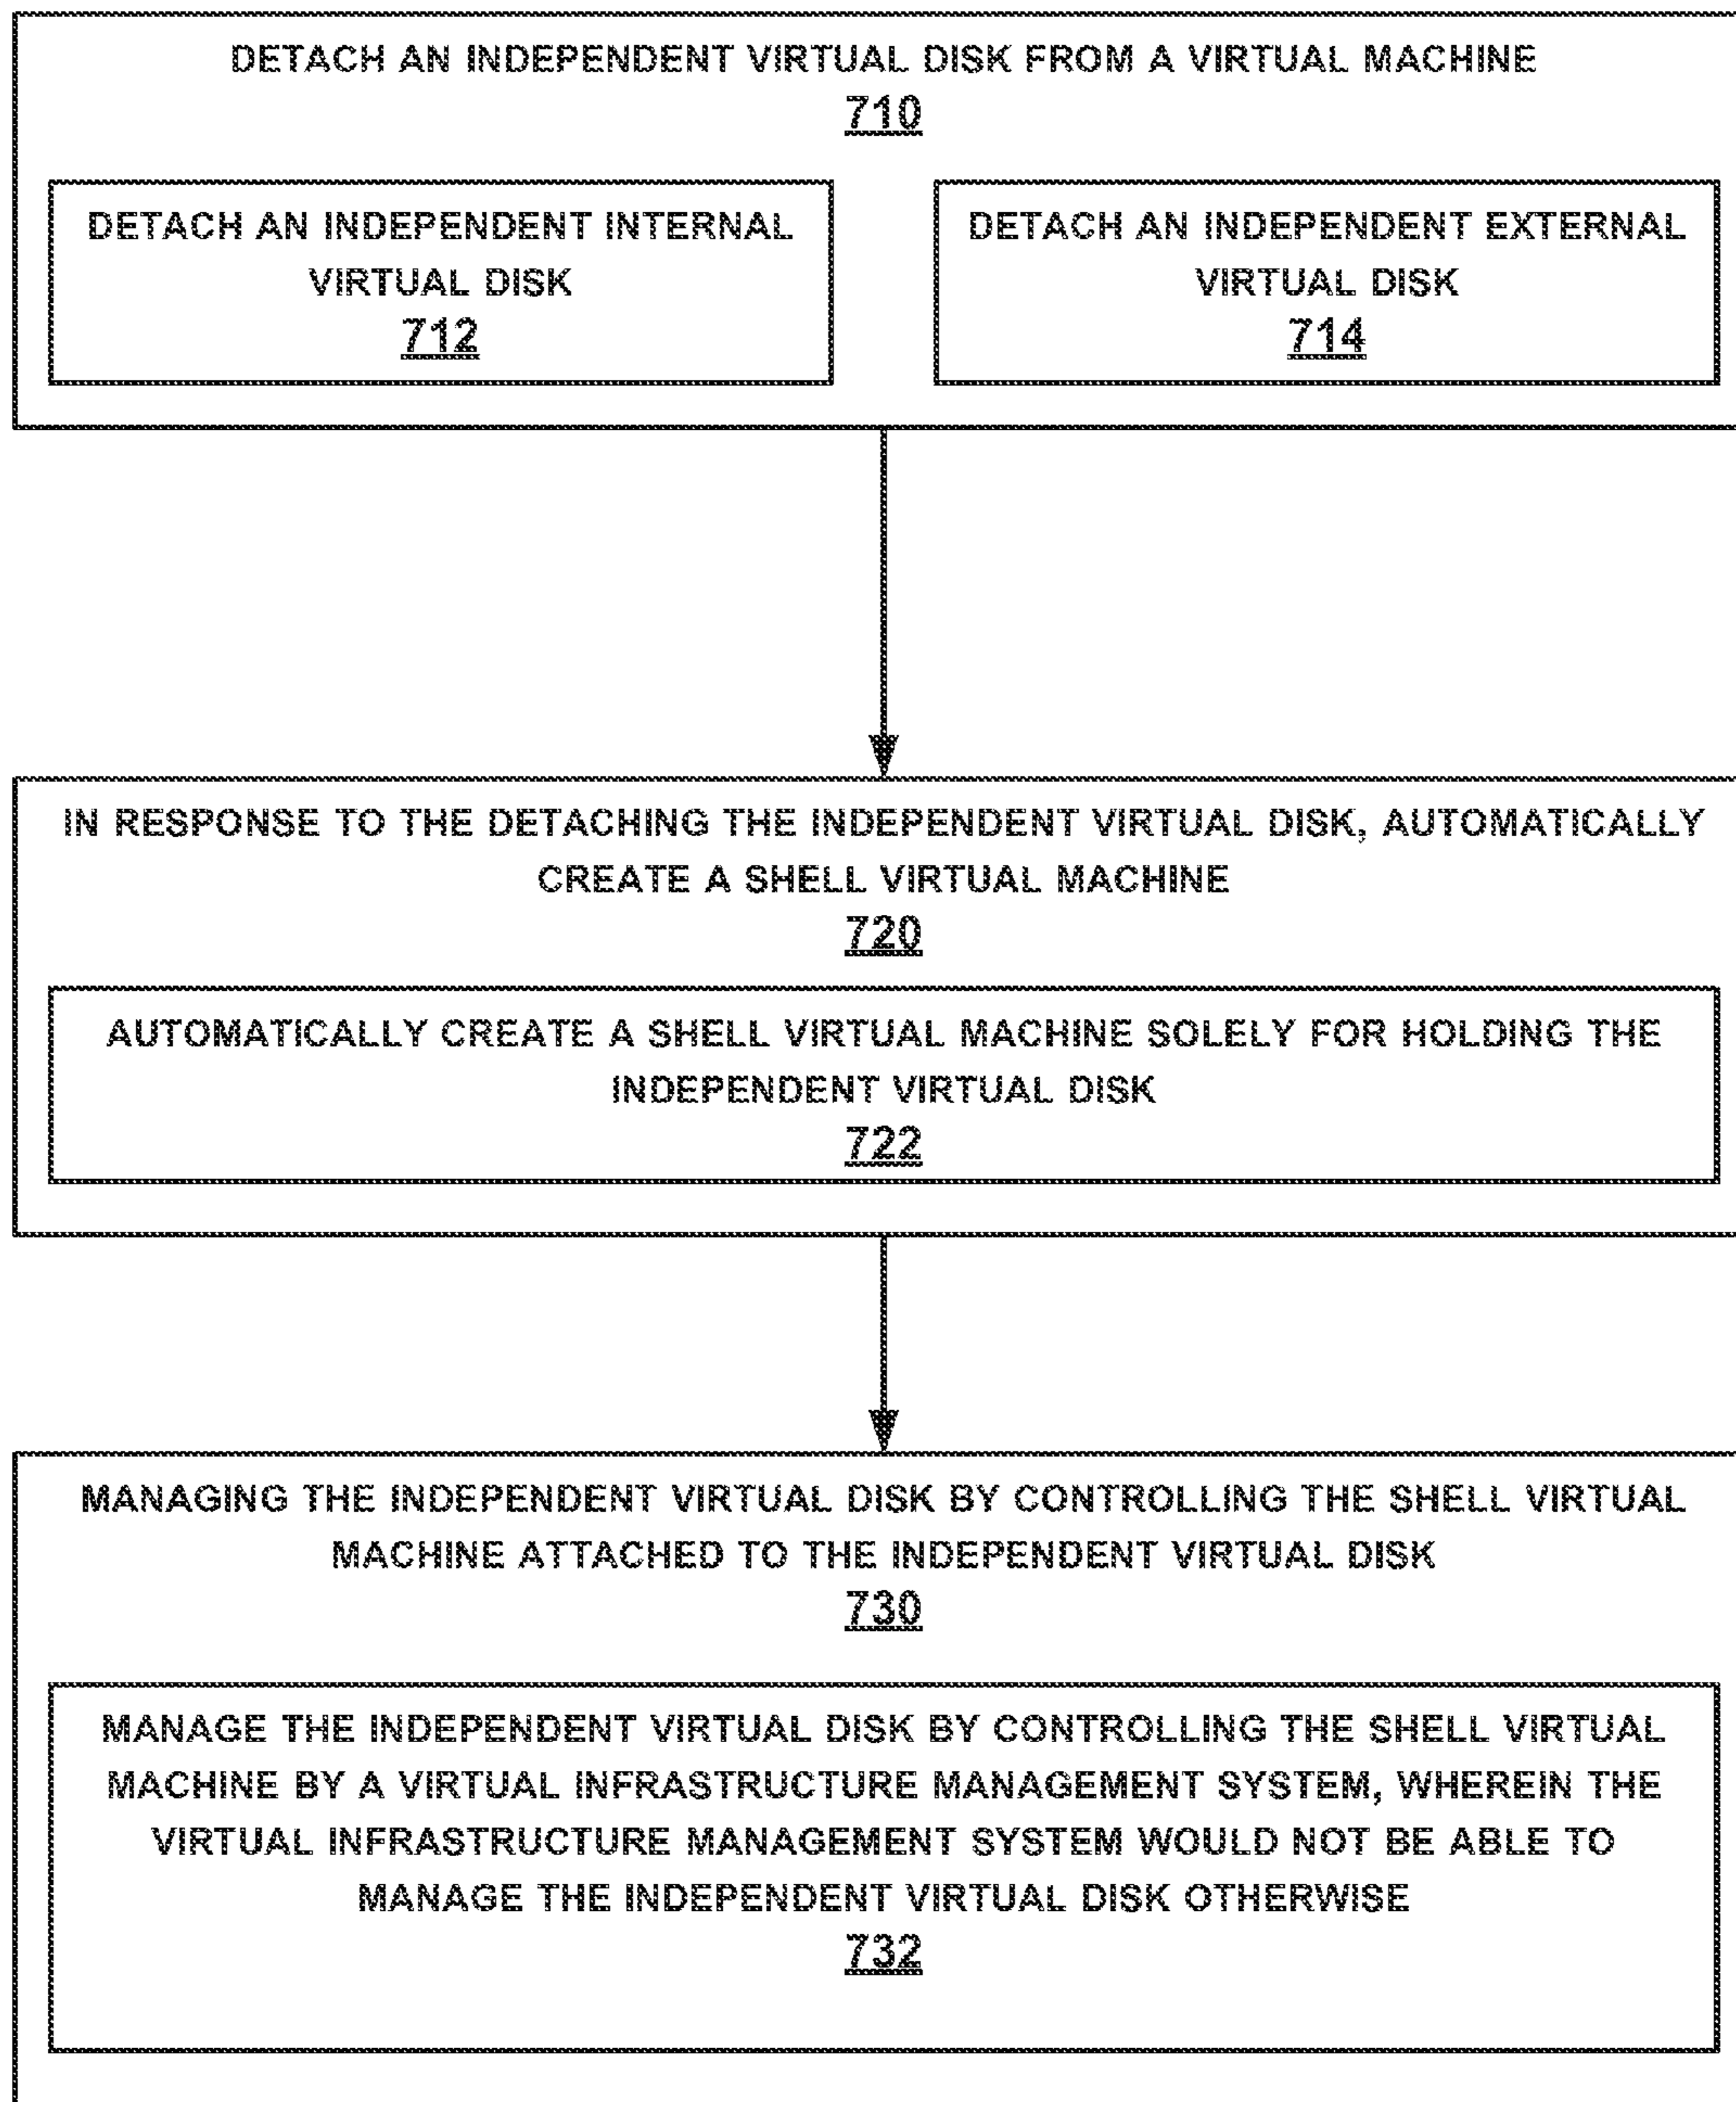 DETACH AN INDEPENDENT VIRTUAL DISK FROM A VIRTUAL MACHINE
710
DETACH AN INDEPENDENT INTERNAL
VIRTUAL DISK
712
DETACH AN INDEPENDENT EXTERNAL
VIRTUAL DISK
714
IN RESPONSE TO THE DETACHING THE INDEPENDENT VIRTUAL DISK, AUTOMATICALLY
CREATE A SHELL VIRTUAL MACHINE
720
AUTOMATICALLY CREATE A SHELL VIRTUAL MACHINE SOLELY FOR HOLDING THE
INDEPENDENT VIRTUAL DISK
722
MANAGING THE INDEPENDENT VIRTUAL DISK BY CONTROLLING THE SHELL VIRTUAL
MACHINE ATTACHED TO THE INDEPENDENT VIRTUAL DISK
730
MANAGE THE INDEPENDENT VIRTUAL DISK BY CONTROLLING THE SHELL VIRTUAL
MACHINE BY A VIRTUAL INFRASTRUCTURE MANAGEMENT SYSTEM, WHEREIN THE
VIRTUAL INFRASTRUCTURE MANAGEMENT SYSTEM WOULD NOT BE ABLE TO
MANAGE THE INDEPENDENT VIRTUAL DISK OTHERWISE
732